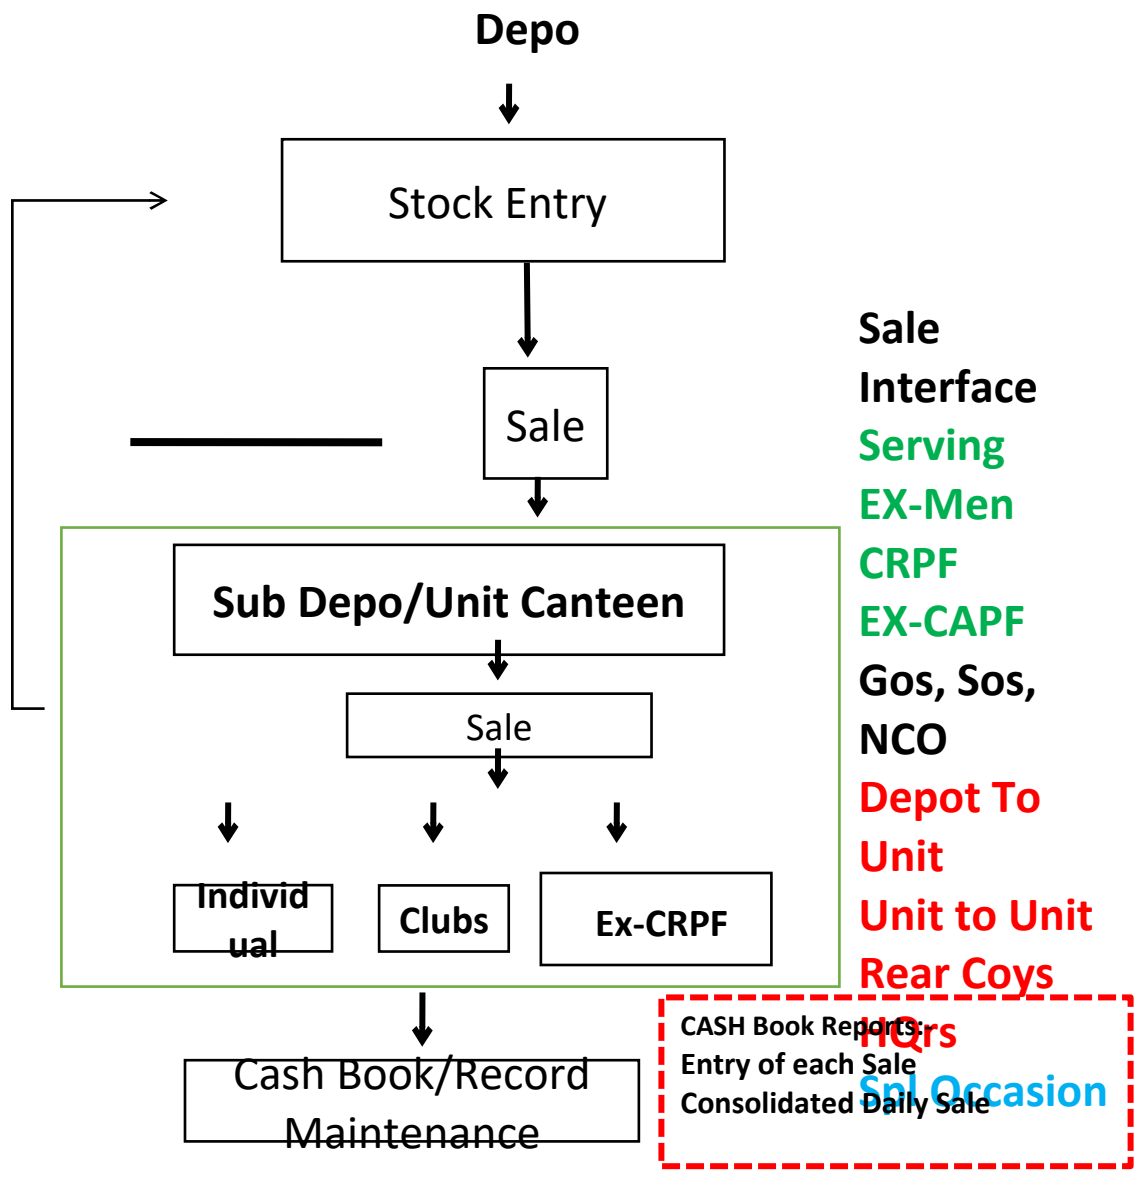 Depo
Stock Entry
Sale
Sub Depo/Unit Canteen
Sale
Individ
ual
Clubs
Ex-CRPF
Cash Book/Record
Maintenance
Sale
Interface
Serving
EX-Men
CRPF
EX-CAPF
Gos, Sos,
NCO
Depot To
Unit
Unit to Unit
Rear Coys
HQrs
Spl Occasion
CASH Book Reports:-
Entry of each Sale
Consolidated Daily Sale